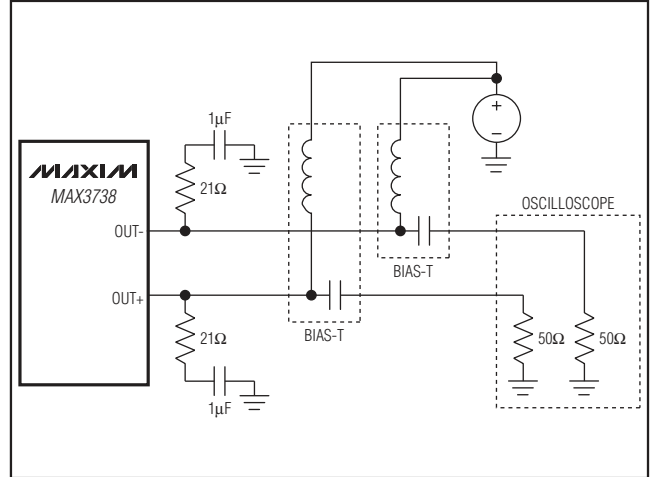 1µF
+
−
MAXIM
MAX3738
21Ω
OSCILLOSCOPE
OUT-
BIAS-T
OUT+
BIAS-T
21Ω
50Ω
50Ω
1µF